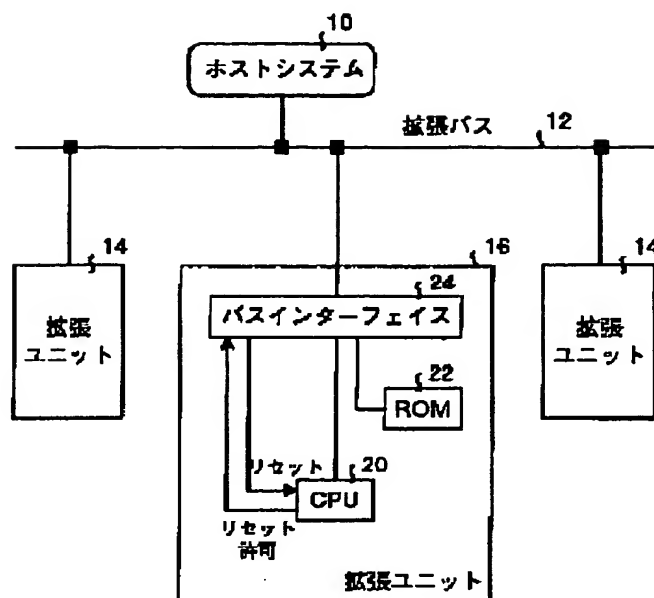 10
ホストシステム
拡張バス
12
14
16
14
24
バスインターフェイス
拡張
ユニット
拡張
ユニット
22
ROM
リセット
20
CPU
リセット
許可
拡張ユニット